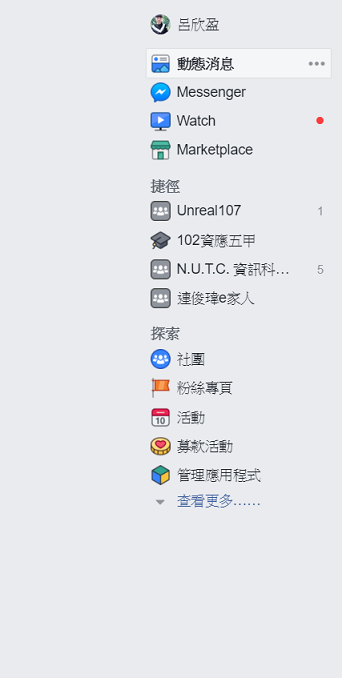 呂欣盈
動態消息
Messenger
Watch
Marketplace
捷徑
Unreal107 1
102資應五甲
N.U.T.C. 資訊科... 5
連俊瑋e家人
探索
社團
粉絲專頁
10 活動
募款活動
管理應用程式
查看更多......